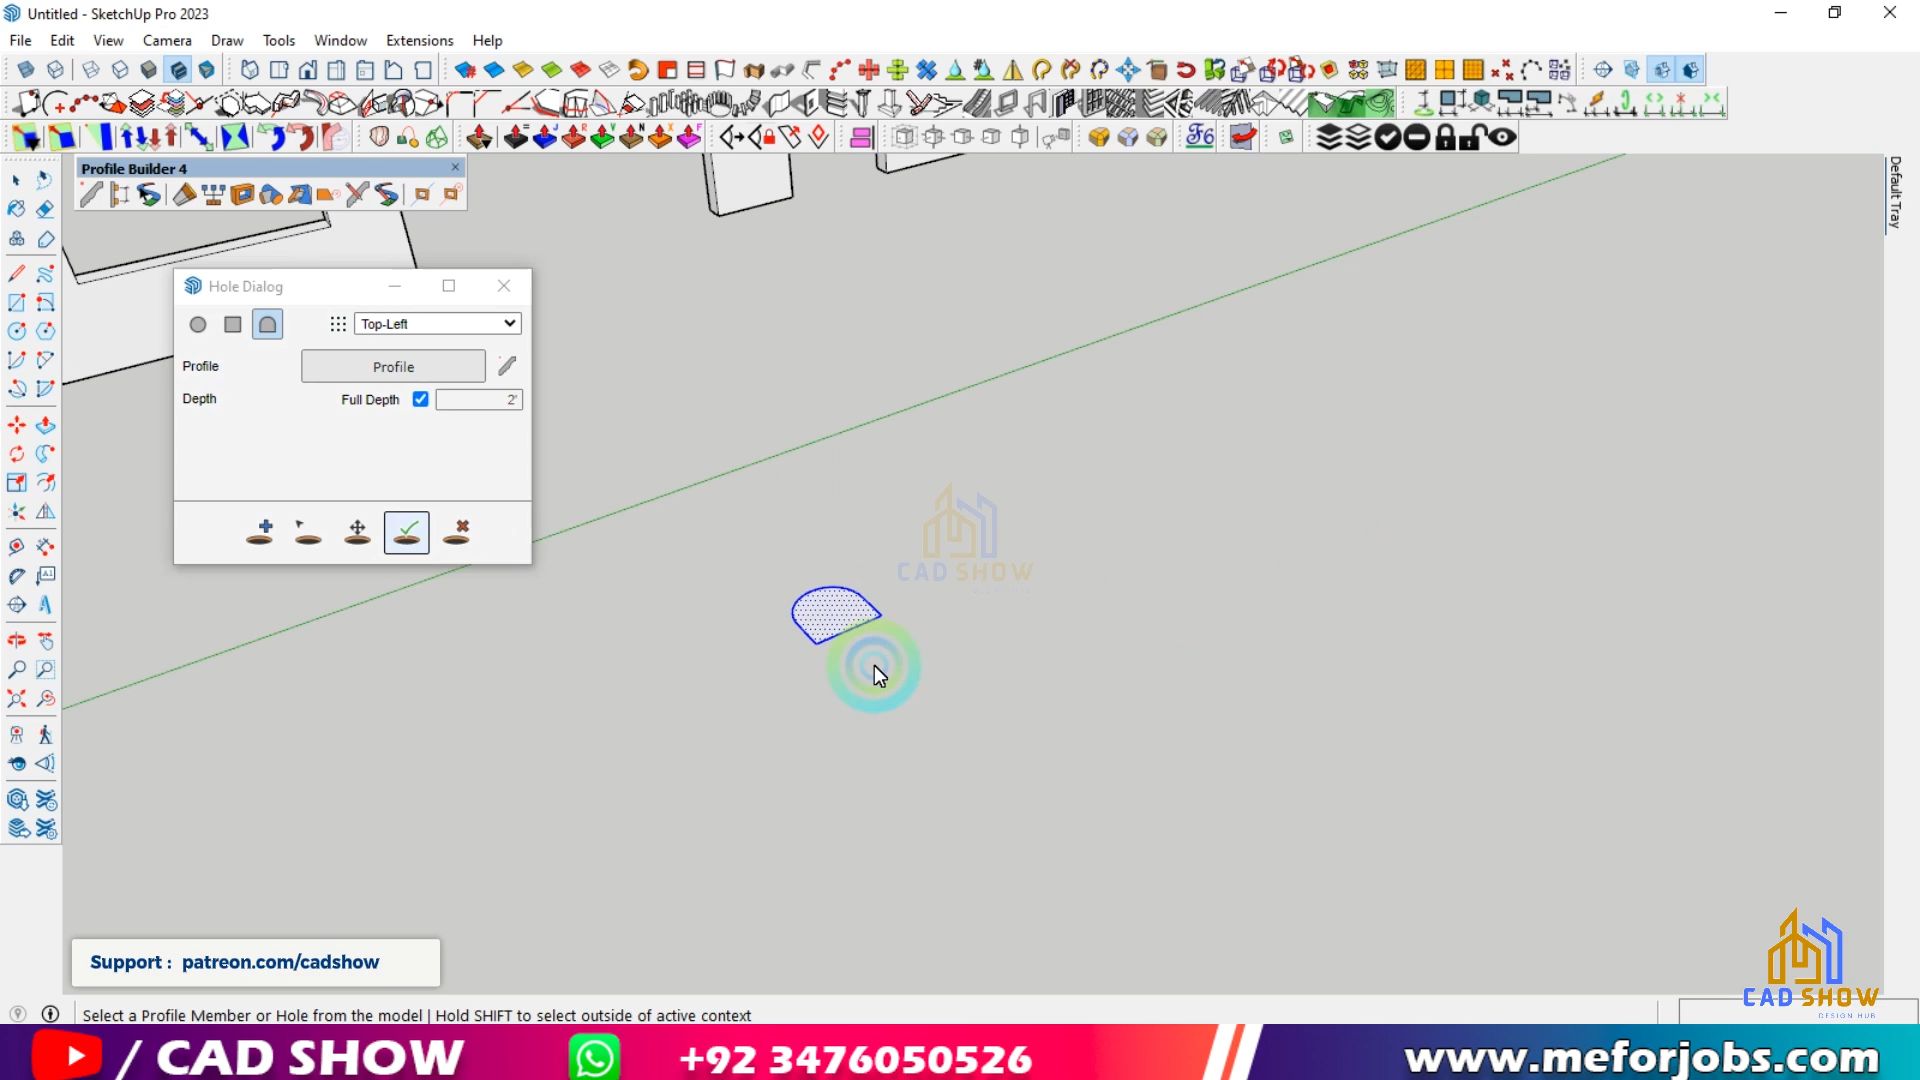 Untitled - SketchUp Pro 2023
File Edit View Camera Draw Tools Window Extensions Help
Profile Builder 4
Default Tray
Hole Dialog
Top-Left
Profile Profile
Depth Full Depth 2'
CAD SHOW
Support : patreon.com/cadshow
CAD SHOW
DESIGN HUB
Select a Profile Member or Hole from the model | Hold SHIFT to select outside of active context
/ CAD SHOW +92 3476050526 www.meforjobs.com